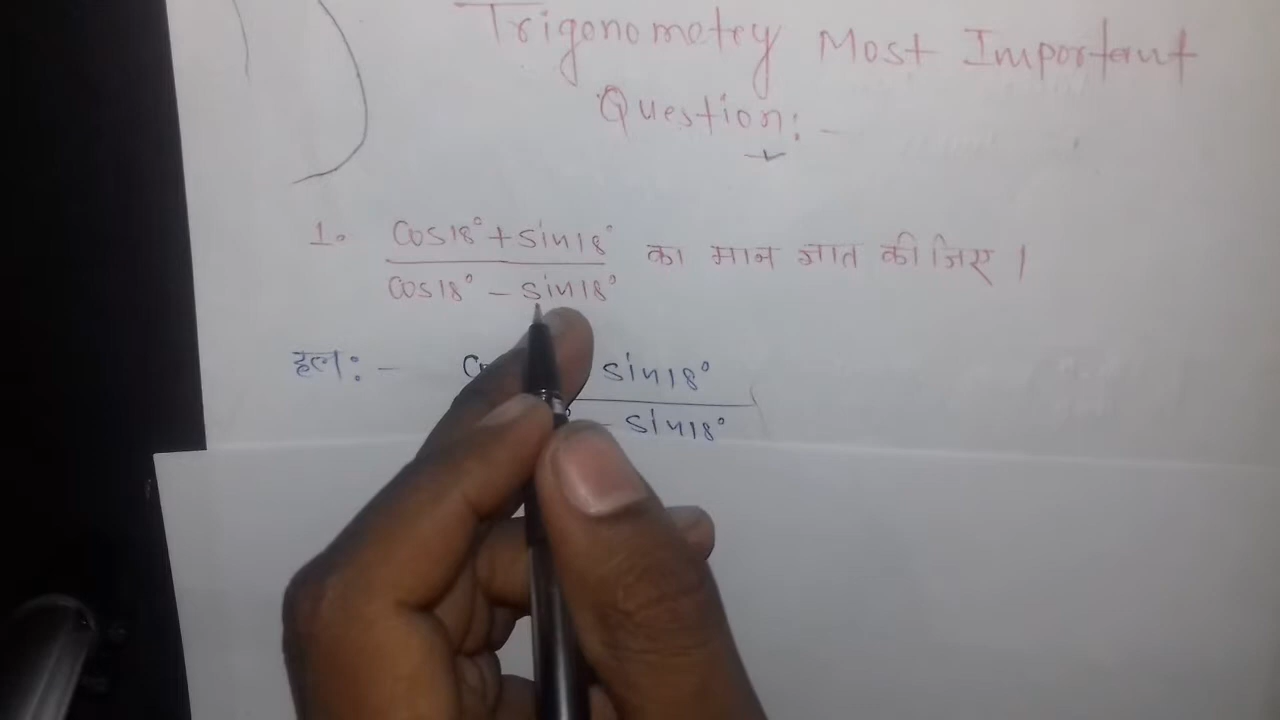 Trigonometry Most Important
Question:-
1. cos18°+sin18° का मान ज्ञात कीजिए।
cos18° - sin18°
हल:- sin18°
- sin18°